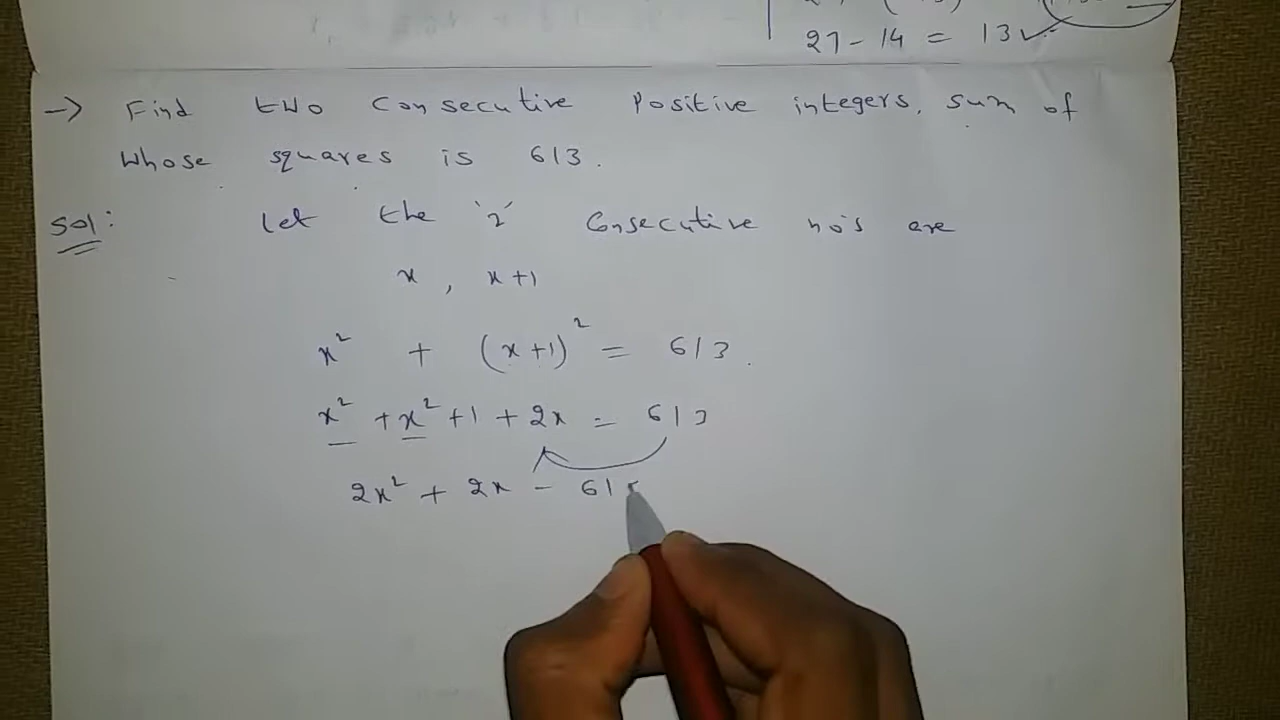 27 - 14 = 13 ✓
→ Find two consecutive positive integers, sum of
whose squares is 613.
Sol: Let the '2' Consecutive no's are
x , x+1
x² + (x+1)² = 613.
x² + x² + 1 + 2x = 613
2x² + 2x - 61